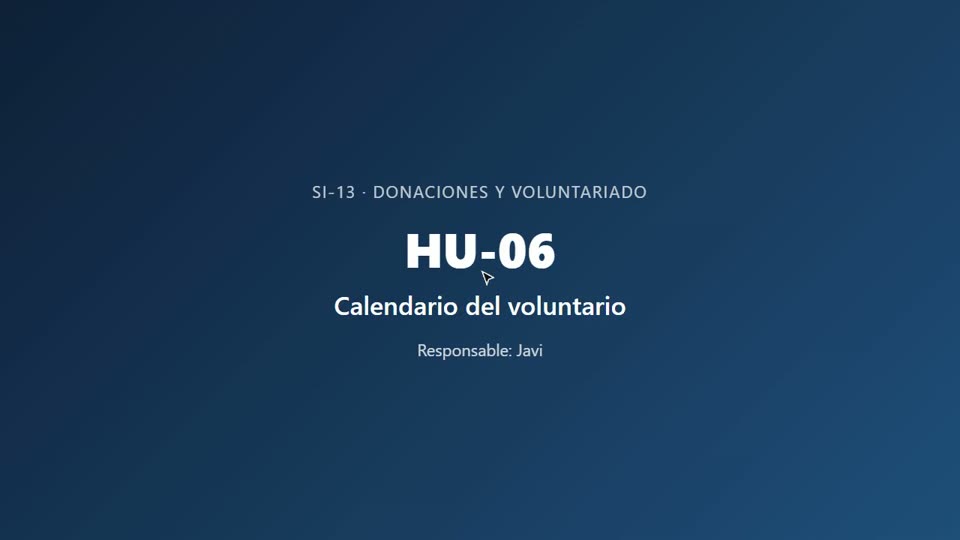 SI-13 · DONACIONES Y VOLUNTARIADO
HU-06
Calendario del voluntario
Responsable: Javi